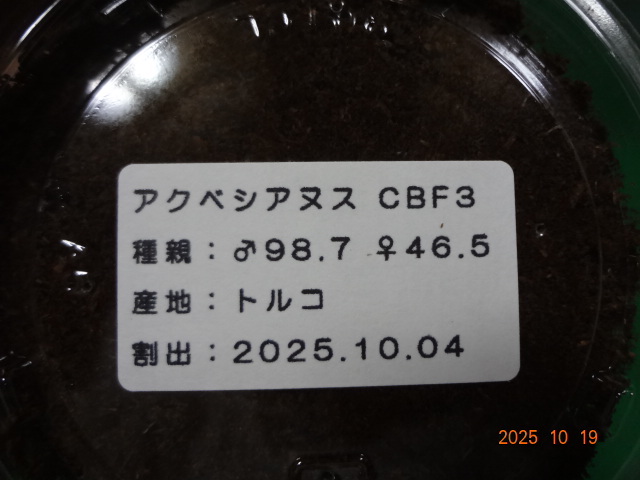 アクベシアヌス CBF3
種親：♂98.7 ♀46.5
産地：トルコ
割出：2025.10.04
2025 10 19